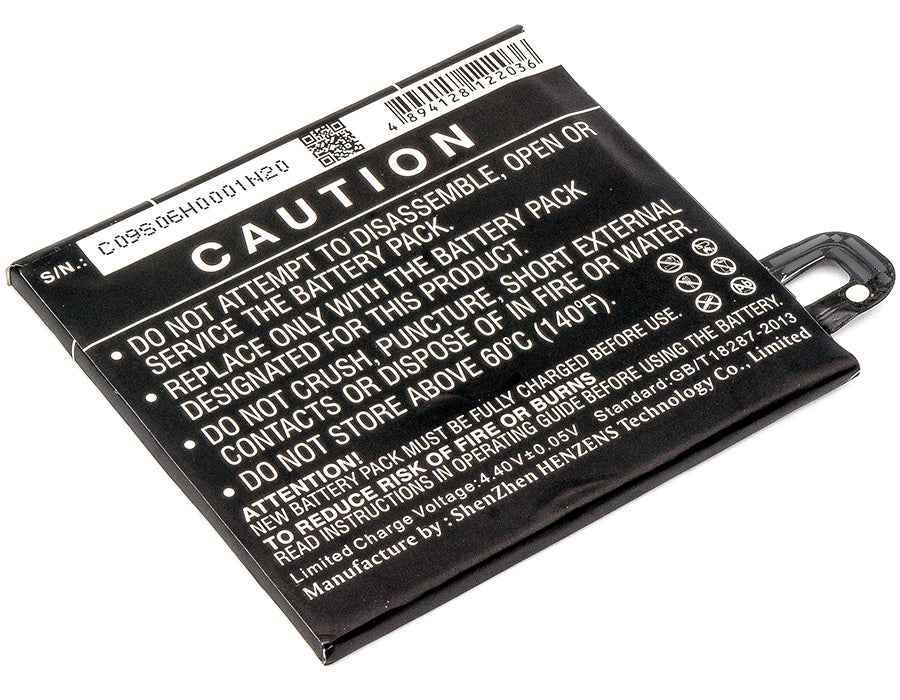 S/N.:
C09S06H0001N20
4 894128 122036
CAUTION
• DO NOT ATTEMPT TO DISASSEMBLE, OPEN OR
SERVICE THE BATTERY PACK.
• REPLACE ONLY WITH THE BATTERY PACK
DESIGNATED FOR THIS PRODUCT.
• DO NOT CRUSH, PUNCTURE, SHORT EXTERNAL
CONTACTS OR DISPOSE OF IN FIRE OR WATER.
• DO NOT STORE ABOVE 60°C (140°F).
ATTENTION!
NEW BATTERY PACK MUST BE FULLY CHARGED BEFORE USE.
TO REDUCE RISK OF FIRE OR BURNS
READ INSTRUCTIONS IN OPERATING GUIDE BEFORE USING THE BATTERY.
Limited Charge Voltage:4.40V±0.05V Standard:GB/T18287-2013
Manufacture by : ShenZhen HENZENS Technology Co., Limited